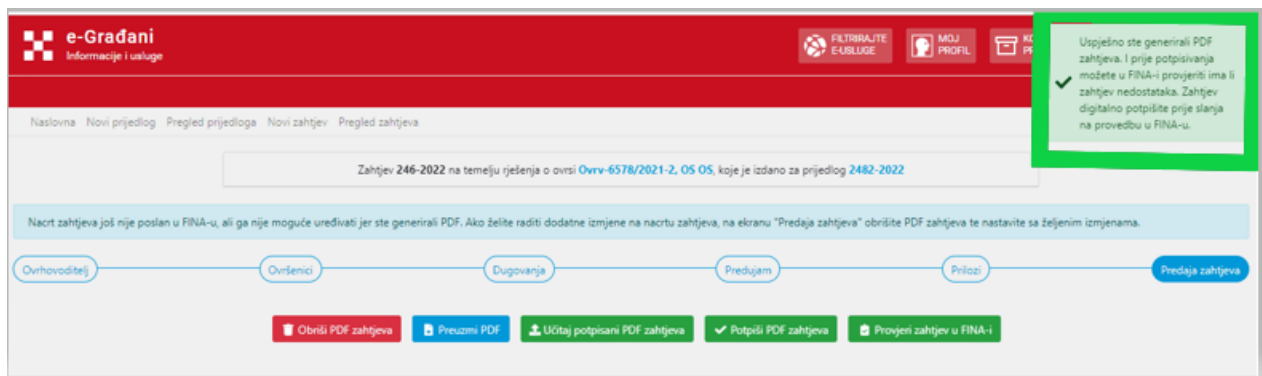 e-Građani
Informacije i usluge
FILTRIRAJTE
E-USLUGE
MOJ
PROFIL
Uspješno ste generirali PDF
zahtjeva. I prije potpisivanja
možete u FINA-i provjeriti ima li
zahtjev nedostataka. Zahtjev
digitalno potpišite prije slanja
na provedbu u FINA-u.
Naslovna Novi prijedlog Pregled prijedloga Novi zahtjev Pregled zahtjeva
Zahtjev 246-2022 na temelju rješenja o ovrsi Ovrv-6578/2021-2, OS OS, koje je izdano za prijedlog 2482-2022
Nacrt zahtjeva još nije poslan u FINA-u, ali ga nije moguće uređivati jer ste generirali PDF. Ako želite raditi dodatne izmjene na nacrtu zahtjeva, na ekranu "Predaja zahtjeva" obrišite PDF zahtjeva te nastavite sa željenim izmjenama.
Ovrhovoditelj Ovršenici Dugovanja Predujam Prilozi Predaja zahtjeva
Obriši PDF zahtjeva Preuzmi PDF Učitaj potpisani PDF zahtjeva Potpiši PDF zahtjeva Provjeri zahtjev u FINA-i